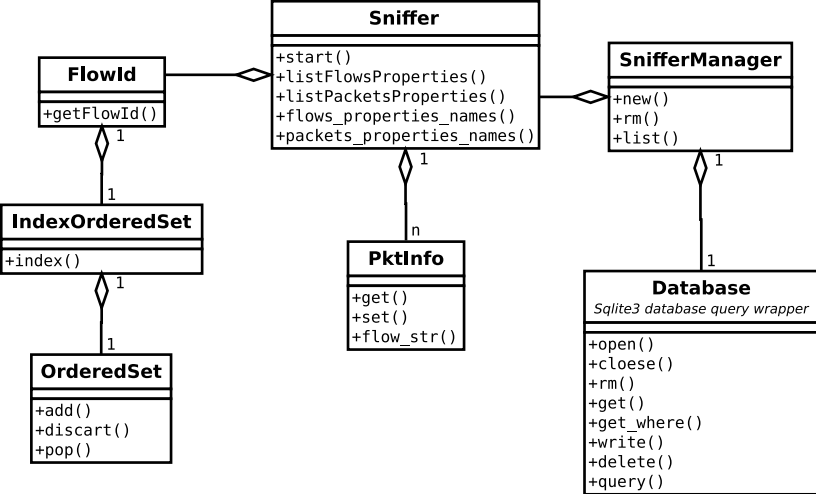 Sniffer
+start()
+listFlowsProperties()
+listPacketsProperties()
+flows_properties_names()
+packets_properties_names()
1
n
FlowId
+getFlowId()
1
1
IndexOrderedSet
+index()
1
1
OrderedSet
+add()
+discart()
+pop()
PktInfo
+get()
+set()
+flow_str()
SnifferManager
+new()
+rm()
+list()
1
1
Database
Sqlite3 database query wrapper
+open()
+cloese()
+rm()
+get()
+get_where()
+write()
+delete()
+query()